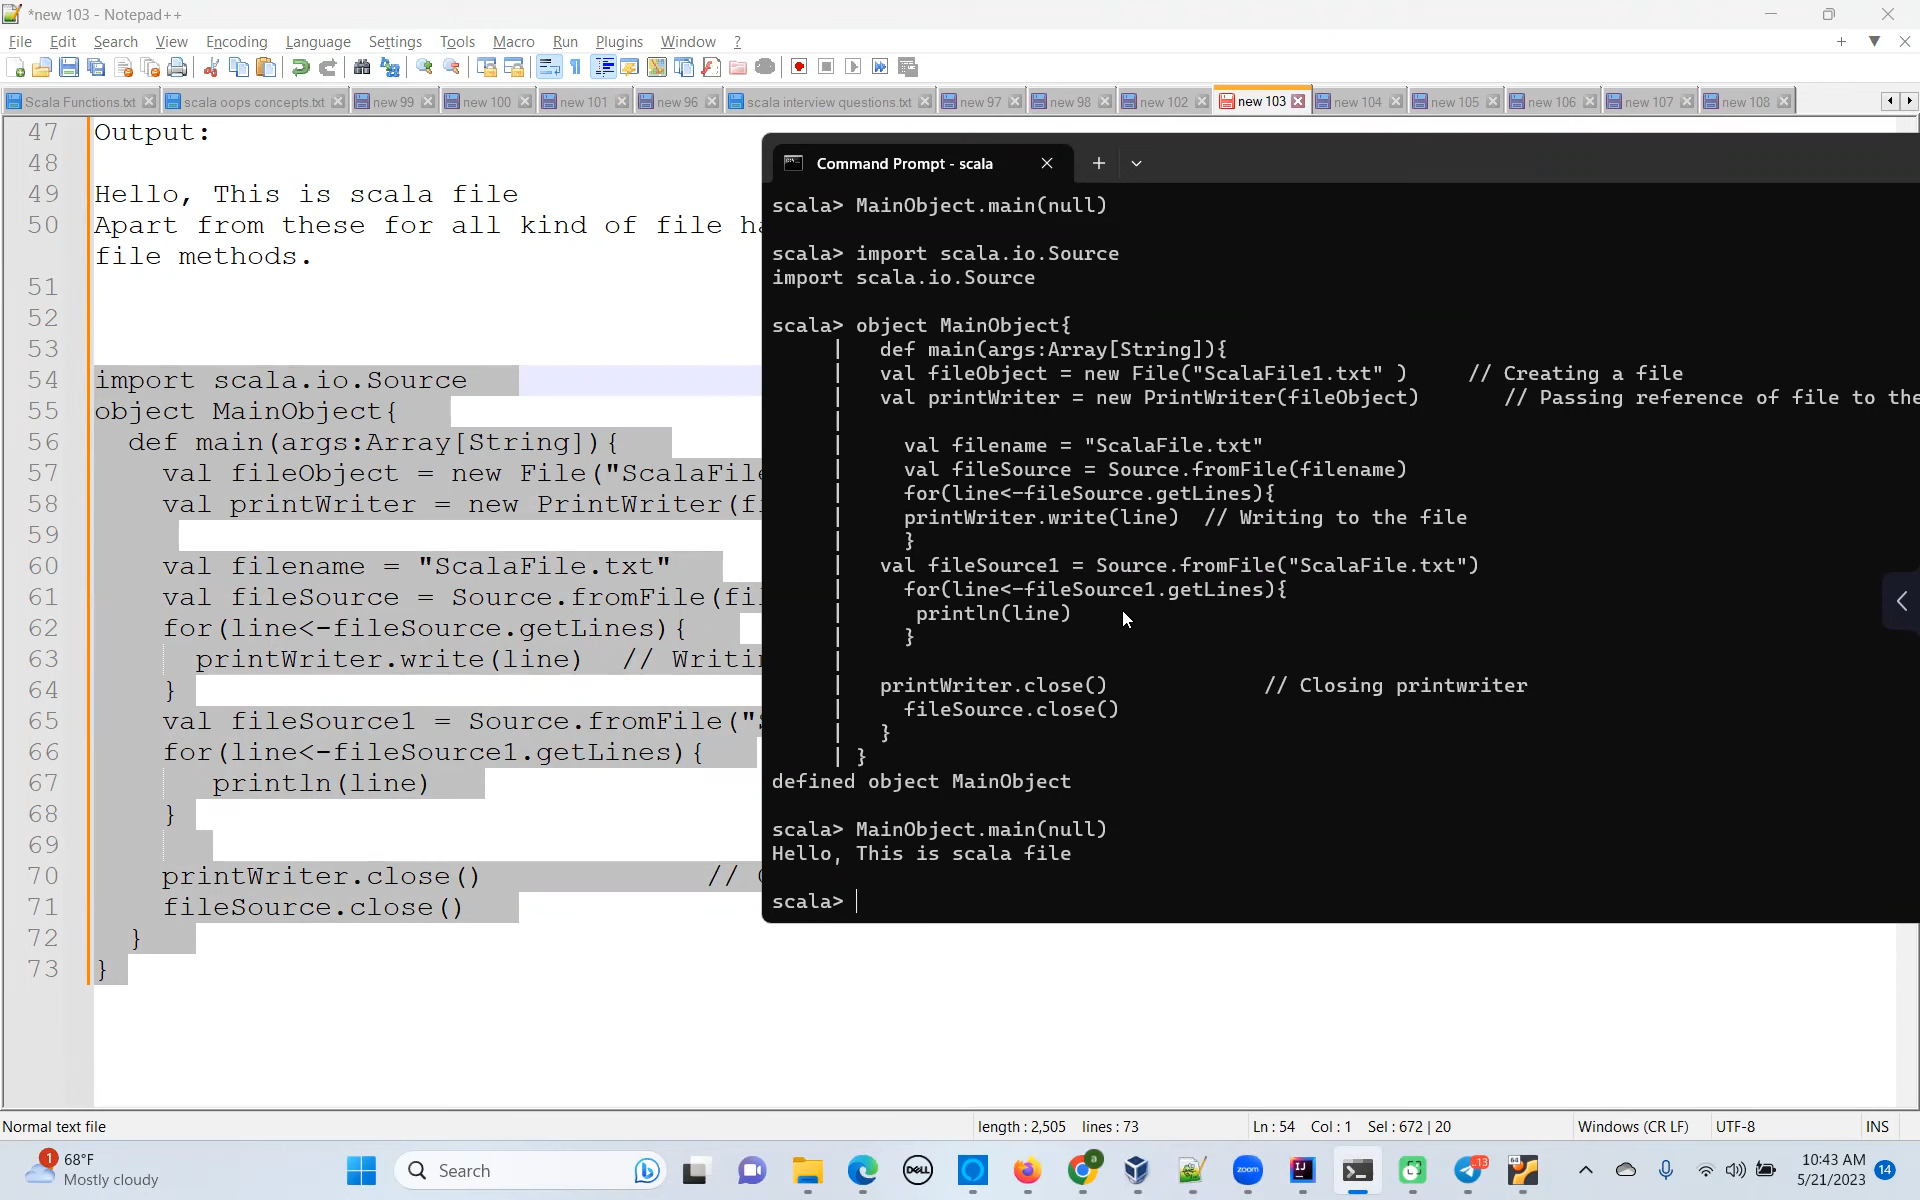 *new 103 - Notepad++
File Edit Search View Encoding Language Settings Tools Macro Run Plugins Window ?
Scala Functions.txt scala oops concepts.txt new 99 new 100 new 101 new 96 scala interview questions.txt new 97 new 98 new 102 new 103 new 104 new 105 new 106 new 107 new 108
47 Output:
48
49 Hello, This is scala file
50 Apart from these for all kind of file ha
file methods.
51
52
53
54 import scala.io.Source
55 object MainObject{
56 def main(args:Array[String]){
57 val fileObject = new File("ScalaFile
58 val printWriter = new PrintWriter(fi
59
60 val filename = "ScalaFile.txt"
61 val fileSource = Source.fromFile(fil
62 for(line<-fileSource.getLines){
63 printWriter.write(line) // Writi
64 }
65 val fileSource1 = Source.fromFile("S
66 for(line<-fileSource1.getLines){
67 println(line)
68 }
69
70 printWriter.close() // C
71 fileSource.close()
72 }
73 }
Command Prompt - scala
scala> MainObject.main(null)
scala> import scala.io.Source
import scala.io.Source
scala> object MainObject{
| def main(args:Array[String]){
| val fileObject = new File("ScalaFile1.txt" ) // Creating a file
| val printWriter = new PrintWriter(fileObject) // Passing reference of file to the
|
| val filename = "ScalaFile.txt"
| val fileSource = Source.fromFile(filename)
| for(line<-fileSource.getLines){
| printWriter.write(line) // Writing to the file
| }
| val fileSource1 = Source.fromFile("ScalaFile.txt")
| for(line<-fileSource1.getLines){
| println(line)
| }
|
| printWriter.close() // Closing printwriter
| fileSource.close()
| }
| }
defined object MainObject
scala> MainObject.main(null)
Hello, This is scala file
scala>
Normal text file length : 2,505 lines : 73 Ln : 54 Col : 1 Sel : 672 | 20 Windows (CR LF) UTF-8 INS
1 68°F
Mostly cloudy
Search
DELL
a
zoom
IJ
13
64
10:43 AM
5/21/2023
14